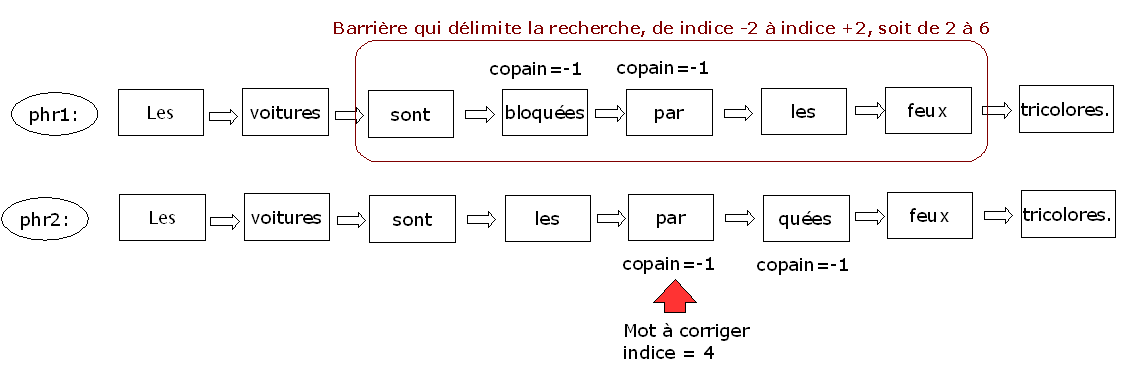 Barrière qui délimite la recherche, de indice -2 à indice +2, soit de 2 à 6
copain=-1 copain=-1
phr1: Les voitures sont bloquées par les feux tricolores.
phr2: Les voitures sont les par quées feux tricolores.
copain=-1 copain=-1
Mot à corriger
indice = 4